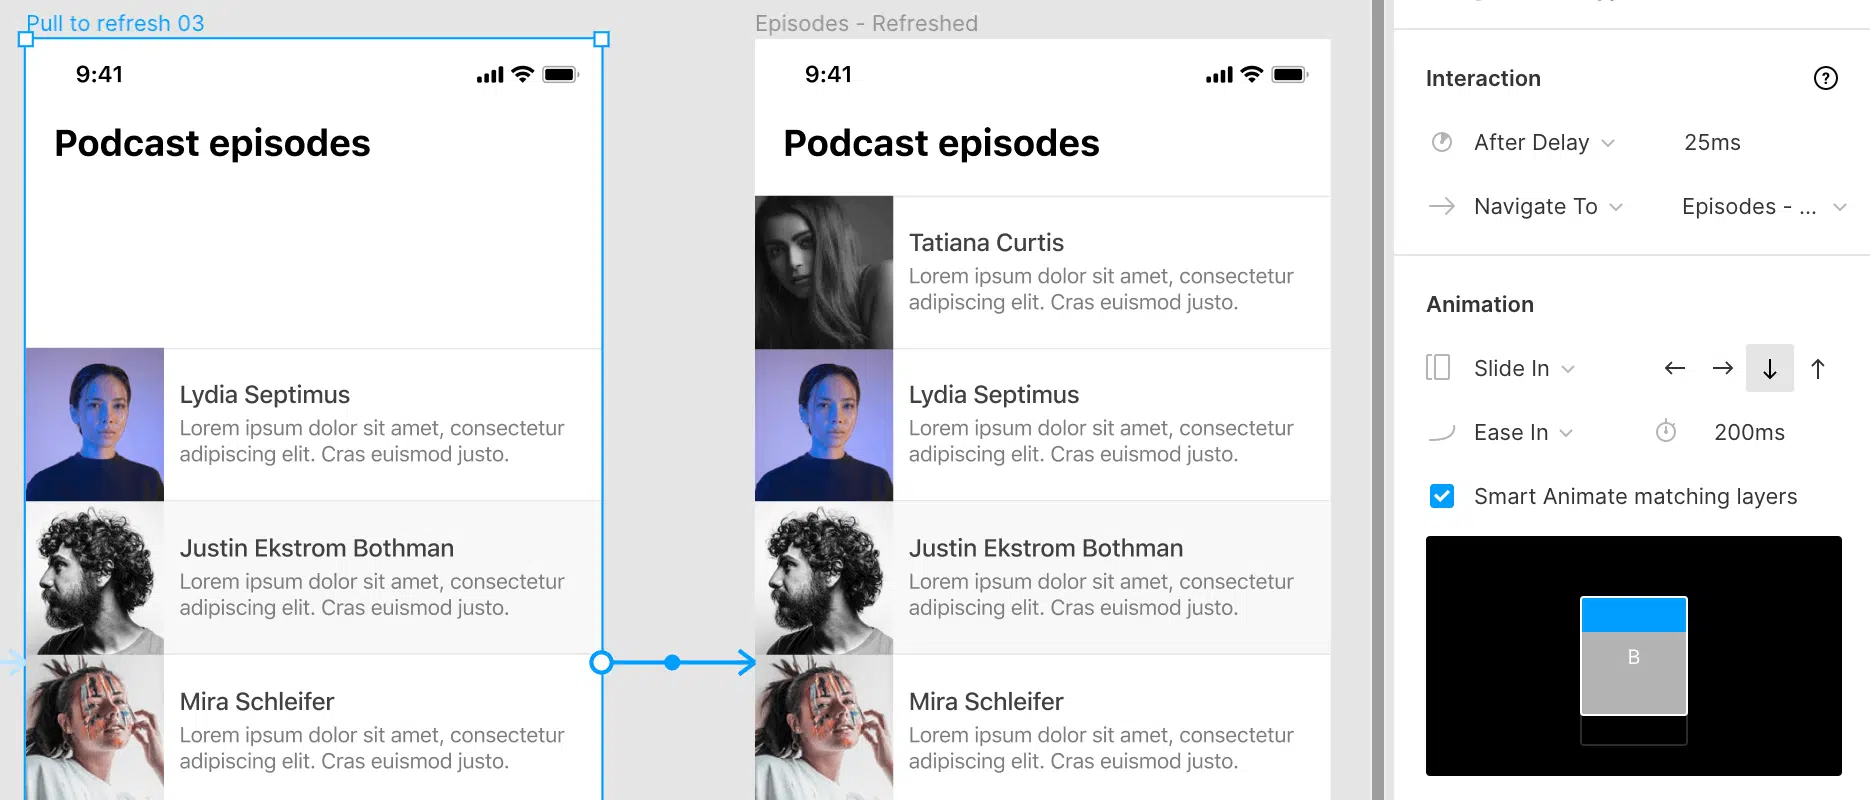 Pull to refresh 03
9:41
Podcast episodes
Lydia Septimus
Lorem ipsum dolor sit amet, consectetur
adipiscing elit. Cras euismod justo.
Justin Ekstrom Bothman
Lorem ipsum dolor sit amet, consectetur
adipiscing elit. Cras euismod justo.
Mira Schleifer
Lorem ipsum dolor sit amet, consectetur
adipiscing elit. Cras euismod justo.
Episodes - Refreshed
9:41
Podcast episodes
Tatiana Curtis
Lorem ipsum dolor sit amet, consectetur
adipiscing elit. Cras euismod justo.
Lydia Septimus
Lorem ipsum dolor sit amet, consectetur
adipiscing elit. Cras euismod justo.
Justin Ekstrom Bothman
Lorem ipsum dolor sit amet, consectetur
adipiscing elit. Cras euismod justo.
Mira Schleifer
Lorem ipsum dolor sit amet, consectetur
adipiscing elit. Cras euismod justo.
Interaction
After Delay 25ms
Navigate To Episodes - ...
Animation
Slide In
Ease In 200ms
Smart Animate matching layers
B